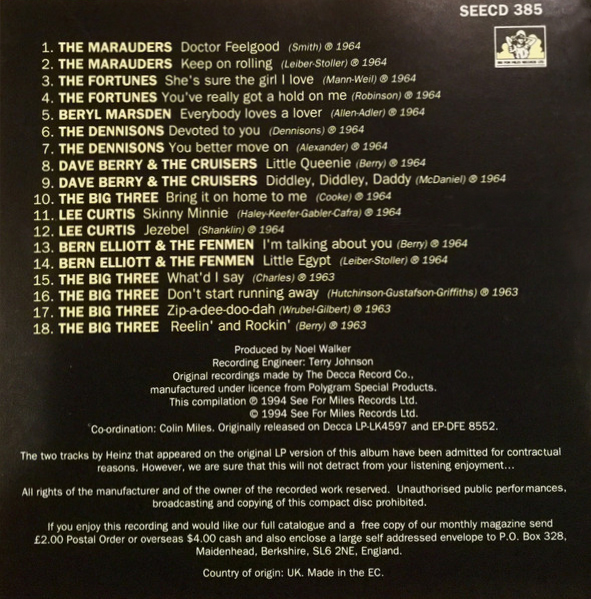 SEECD 385
SEE FOR MILES RECORDS LTD
1. THE MARAUDERS Doctor Feelgood (Smith) ℗ 1964
2. THE MARAUDERS Keep on rolling (Leiber-Stoller) ℗ 1964
3. THE FORTUNES She's sure the girl I love (Mann-Weil) ℗ 1964
4. THE FORTUNES You've really got a hold on me (Robinson) ℗ 1964
5. BERYL MARSDEN Everybody loves a lover (Allen-Adler) ℗ 1964
6. THE DENNISONS Devoted to you (Dennisons) ℗ 1964
7. THE DENNISONS You better move on (Alexander) ℗ 1964
8. DAVE BERRY & THE CRUISERS Little Queenie (Berry) ℗ 1964
9. DAVE BERRY & THE CRUISERS Diddley, Diddley, Daddy (McDaniel) ℗ 1964
10. THE BIG THREE Bring it on home to me (Cooke) ℗ 1964
11. LEE CURTIS Skinny Minnie (Haley-Keefer-Gabler-Cafra) ℗ 1964
12. LEE CURTIS Jezebel (Shanklin) ℗ 1964
13. BERN ELLIOTT & THE FENMEN I'm talking about you (Berry) ℗ 1964
14. BERN ELLIOTT & THE FENMEN Little Egypt (Leiber-Stoller) ℗ 1964
15. THE BIG THREE What'd I say (Charles) ℗ 1963
16. THE BIG THREE Don't start running away (Hutchinson-Gustafson-Griffiths) ℗ 1963
17. THE BIG THREE Zip-a-dee-doo-dah (Wrubel-Gilbert) ℗ 1963
18. THE BIG THREE Reelin' and Rockin' (Berry) ℗ 1963
Produced by Noel Walker
Recording Engineer: Terry Johnson
Original recordings made by The Decca Record Co.,
manufactured under licence from Polygram Special Products.
This compilation ℗ 1994 See For Miles Records Ltd.
© 1994 See For Miles Records Ltd.
Co-ordination: Colin Miles. Originally released on Decca LP-LK4597 and EP-DFE 8552.
The two tracks by Heinz that appeared on the original LP version of this album have been admitted for contractual
reasons. However, we are sure that this will not detract from your listening enjoyment...
All rights of the manufacturer and of the owner of the recorded work reserved. Unauthorised public performances,
broadcasting and copying of this compact disc prohibited.
If you enjoy this recording and would like our full catalogue and a free copy of our monthly magazine send
£2.00 Postal Order or overseas $4.00 cash and also enclose a large self addressed envelope to P.O. Box 328,
Maidenhead, Berkshire, SL6 2NE, England.
Country of origin: UK. Made in the EC.